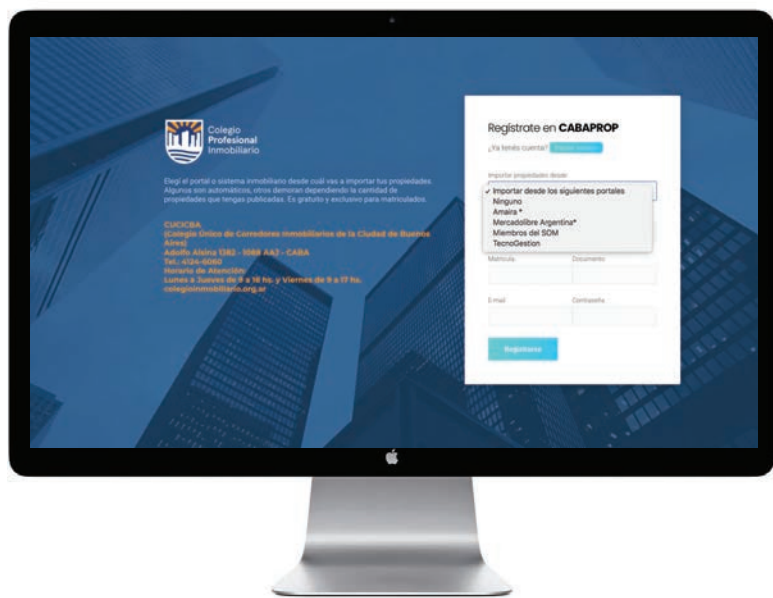 Colegio
Profesional
Inmobiliario
Elegí el portal o sistema inmobiliario desde cuál vas a importar tus propiedades.
Algunos son automáticos, otros demoran dependiendo la cantidad de
propiedades que tengas publicadas. Es gratuito y exclusivo para matriculados.
CUCICBA
(Colegio Único de Corredores Inmobiliarios de la Ciudad de Buenos
Aires)
Adolfo Alsina 1382 - 1088 AAJ - CABA
Tel.: 4124-6060
Horario de Atención:
Lunes a Jueves de 9 a 18 hs. y Viernes de 9 a 17 hs.
colegioinmobiliario.org.ar
Regístrate en CABAPROP
¿Ya tenés cuenta?
Importar propiedades desde:
✓ Importar desde los siguientes portales
Ninguno
Amaira *
Mercadolibre Argentina*
Miembros del SOM
TecnoGestion
Matrícula Documento
E-mail Contraseña
Registrarse